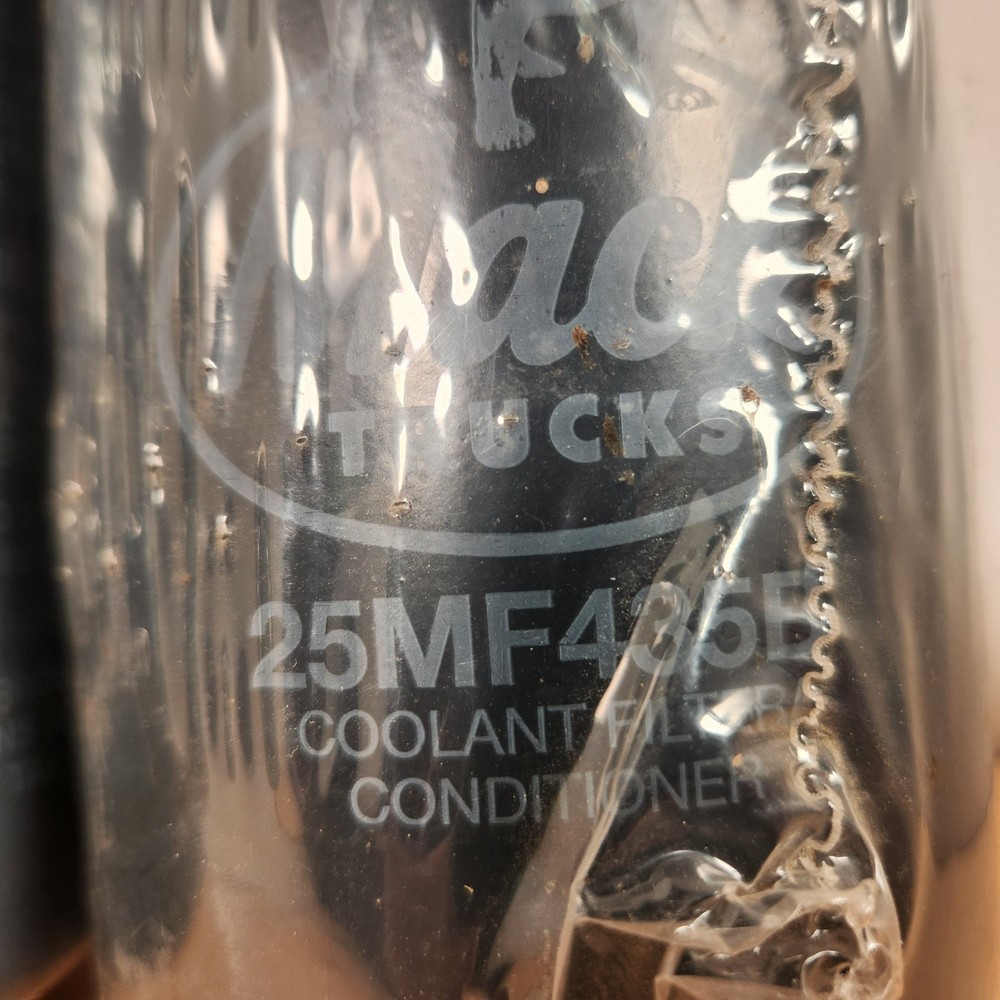 Mack
TRUCKS
25MF435B
COOLANT FILTER
CONDITIONER